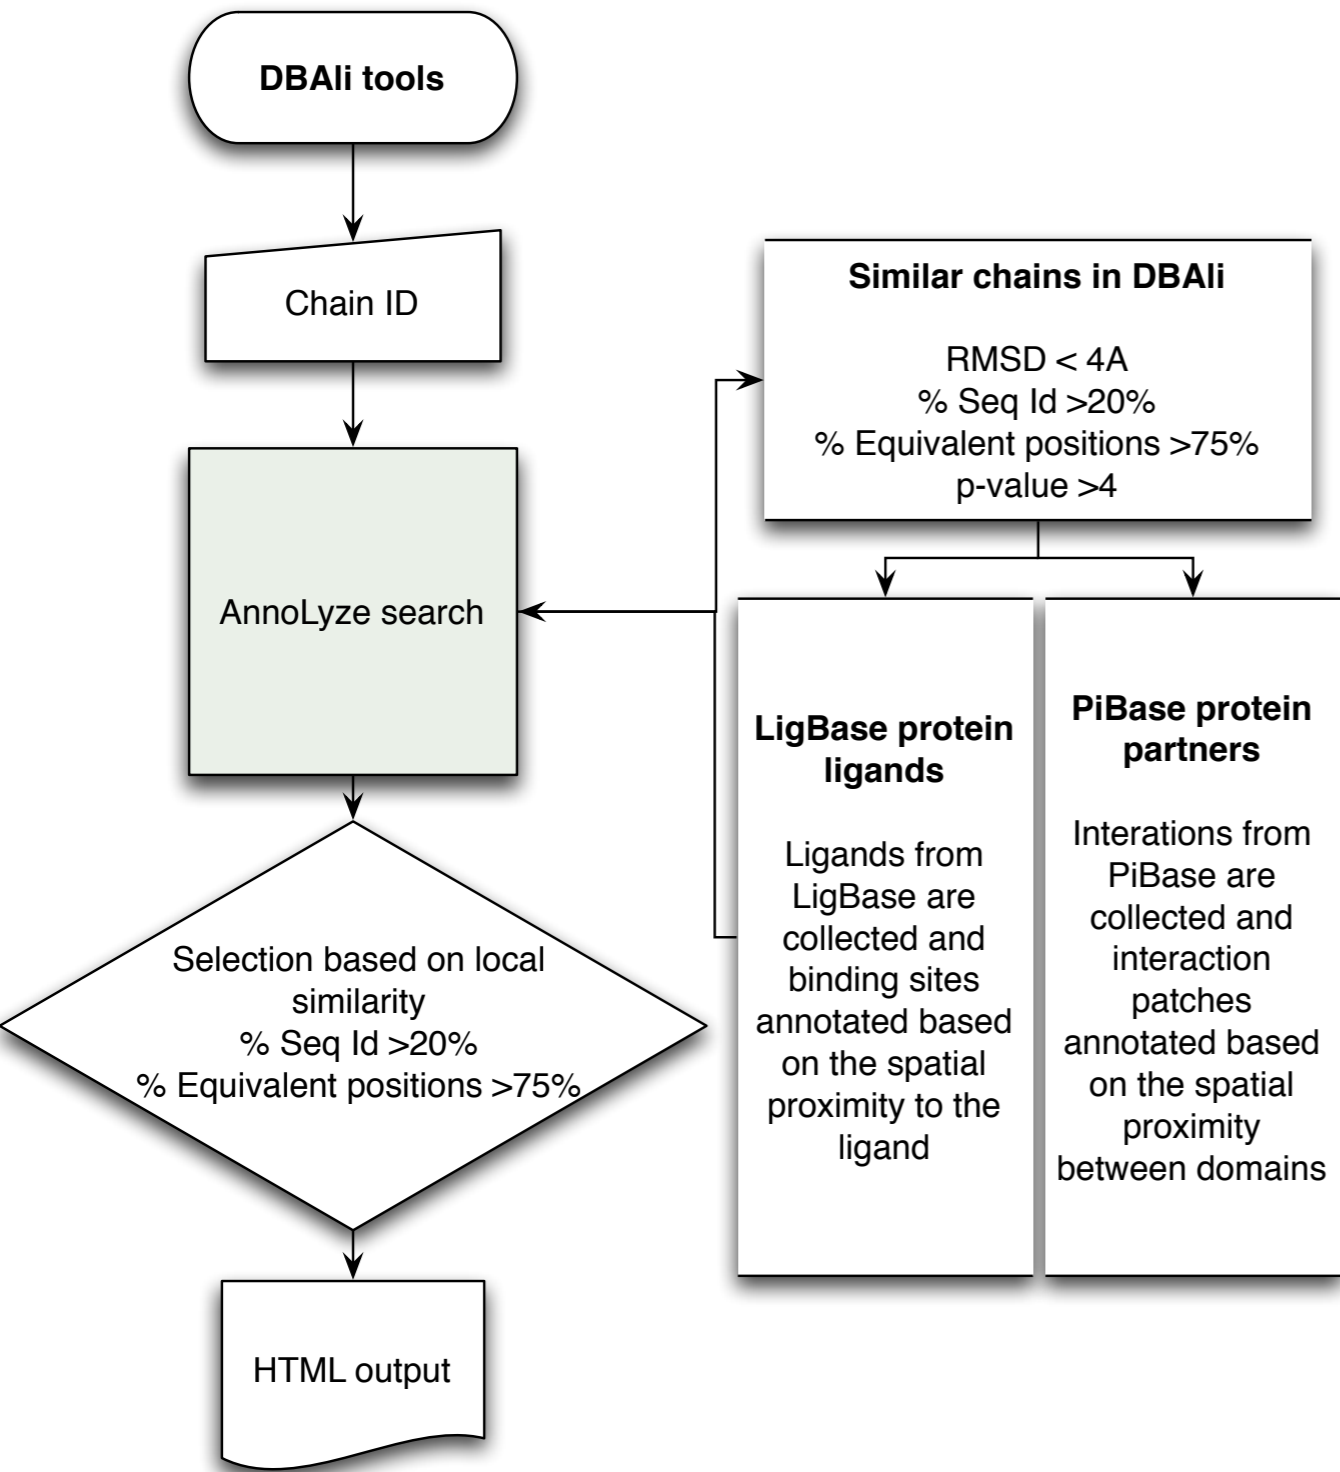 DBAli tools
Chain ID
AnnoLyze search
Selection based on local
similarity
% Seq Id >20%
% Equivalent positions >75%
HTML output
Similar chains in DBAli
RMSD < 4A
% Seq Id >20%
% Equivalent positions >75%
p-value >4
LigBase protein
ligands
Ligands from
LigBase are
collected and
binding sites
annotated based
on the spatial
proximity to the
ligand
PiBase protein
partners
Interations from
PiBase are
collected and
interaction
patches
annotated based
on the spatial
proximity
between domains